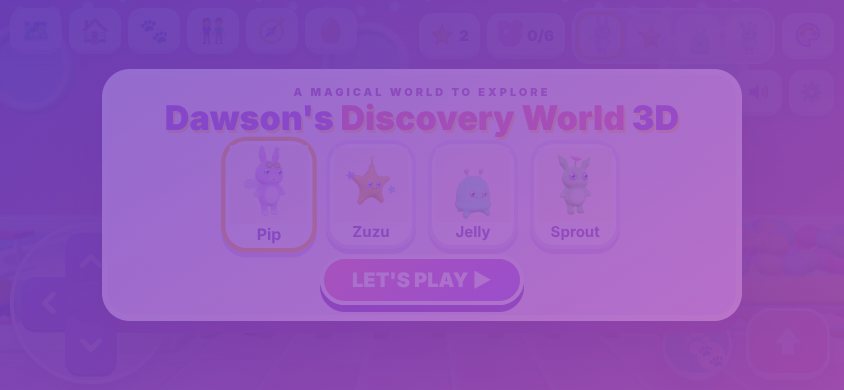 2
0/6
A MAGICAL WORLD TO EXPLORE
Dawson's Discovery World 3D
Pip
Zuzu
Jelly
Sprout
LET'S PLAY ▶